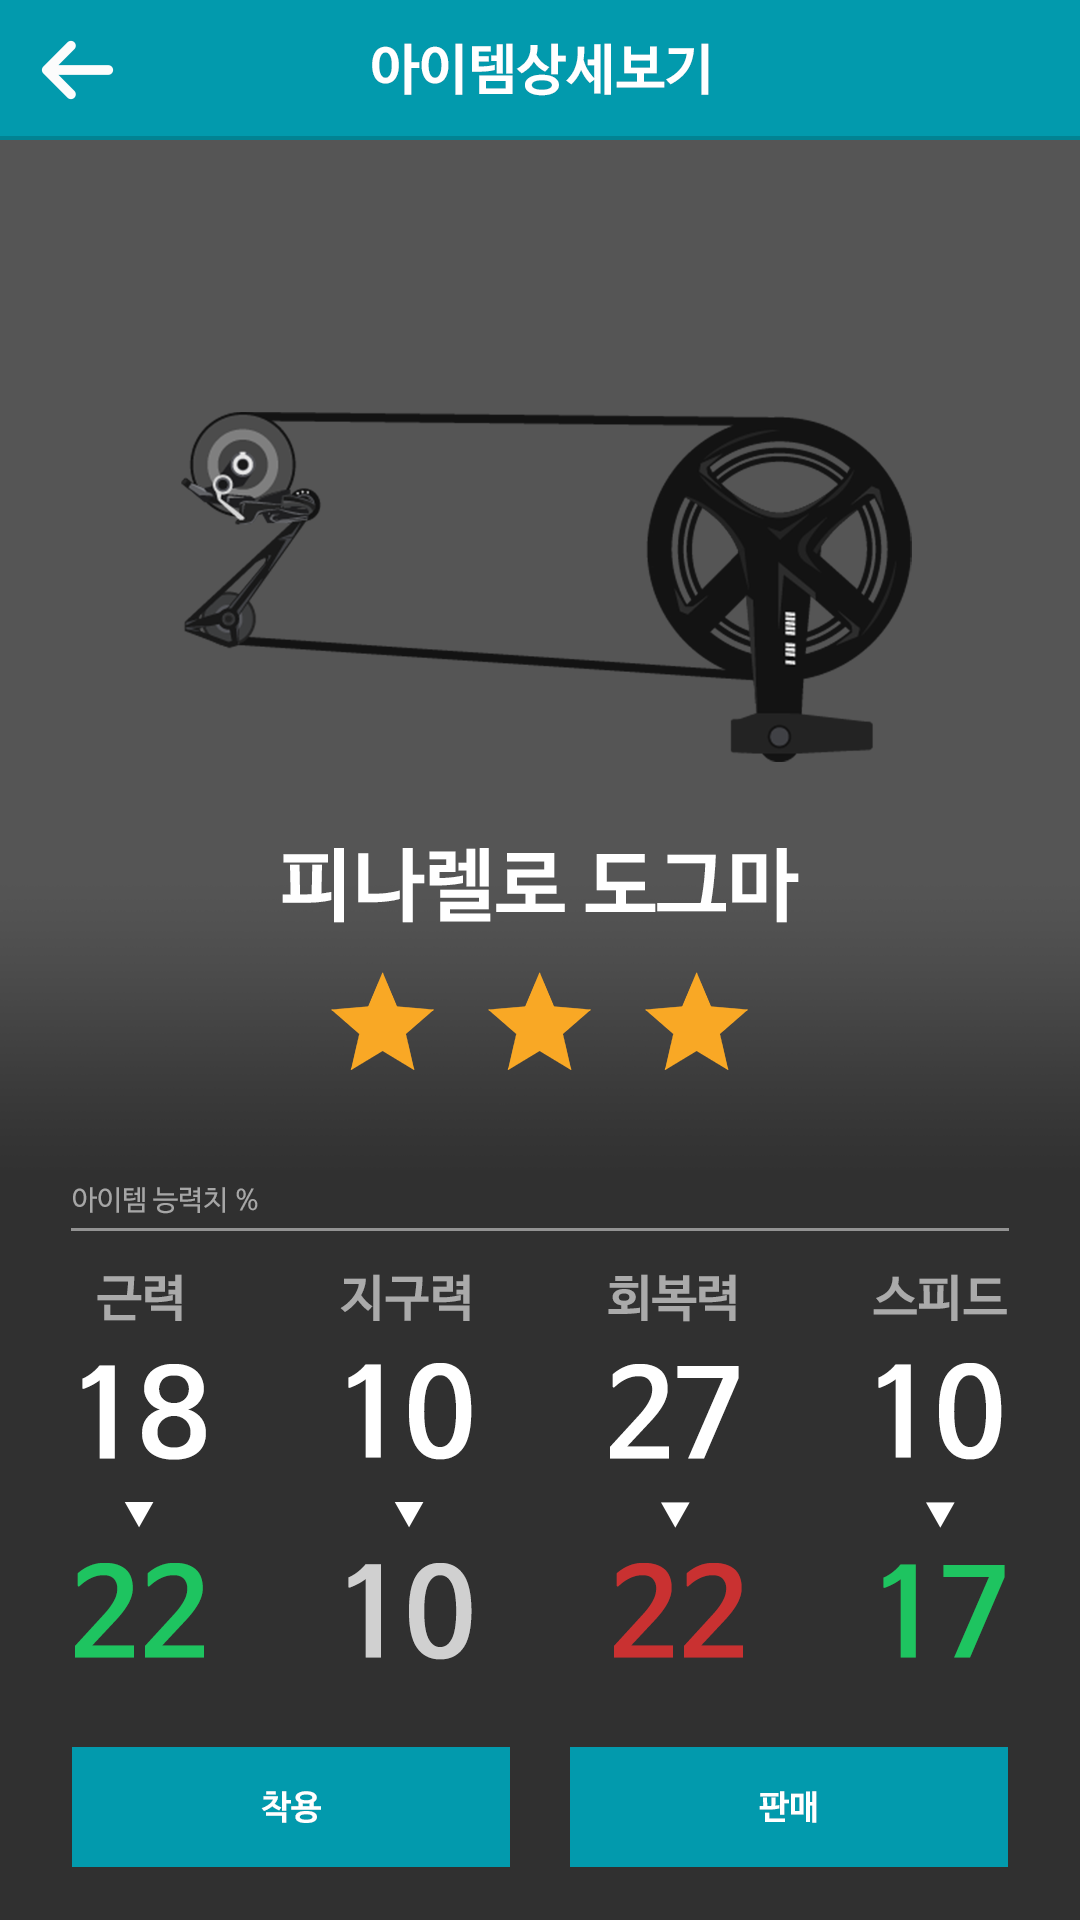 아이템상세보기
피나렐로 도그마
아이템 능력치 %
근력 지구력 회복력 스피드
18 10 27 10
22 10 22 17
착용 판매